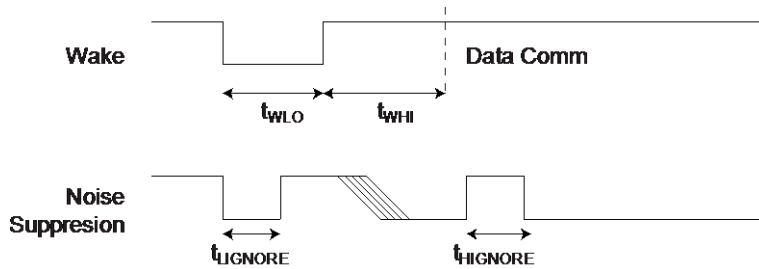 Wake
Data Comm
tWLO
tWHI
Noise
Suppresion
tLIGNORE
tHIGNORE